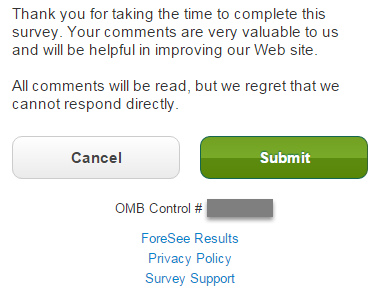 Thank you for taking the time to complete this
survey. Your comments are very valuable to us
and will be helpful in improving our Web site.
All comments will be read, but we regret that we
cannot respond directly.
Cancel Submit
OMB Control #
ForeSee Results
Privacy Policy
Survey Support